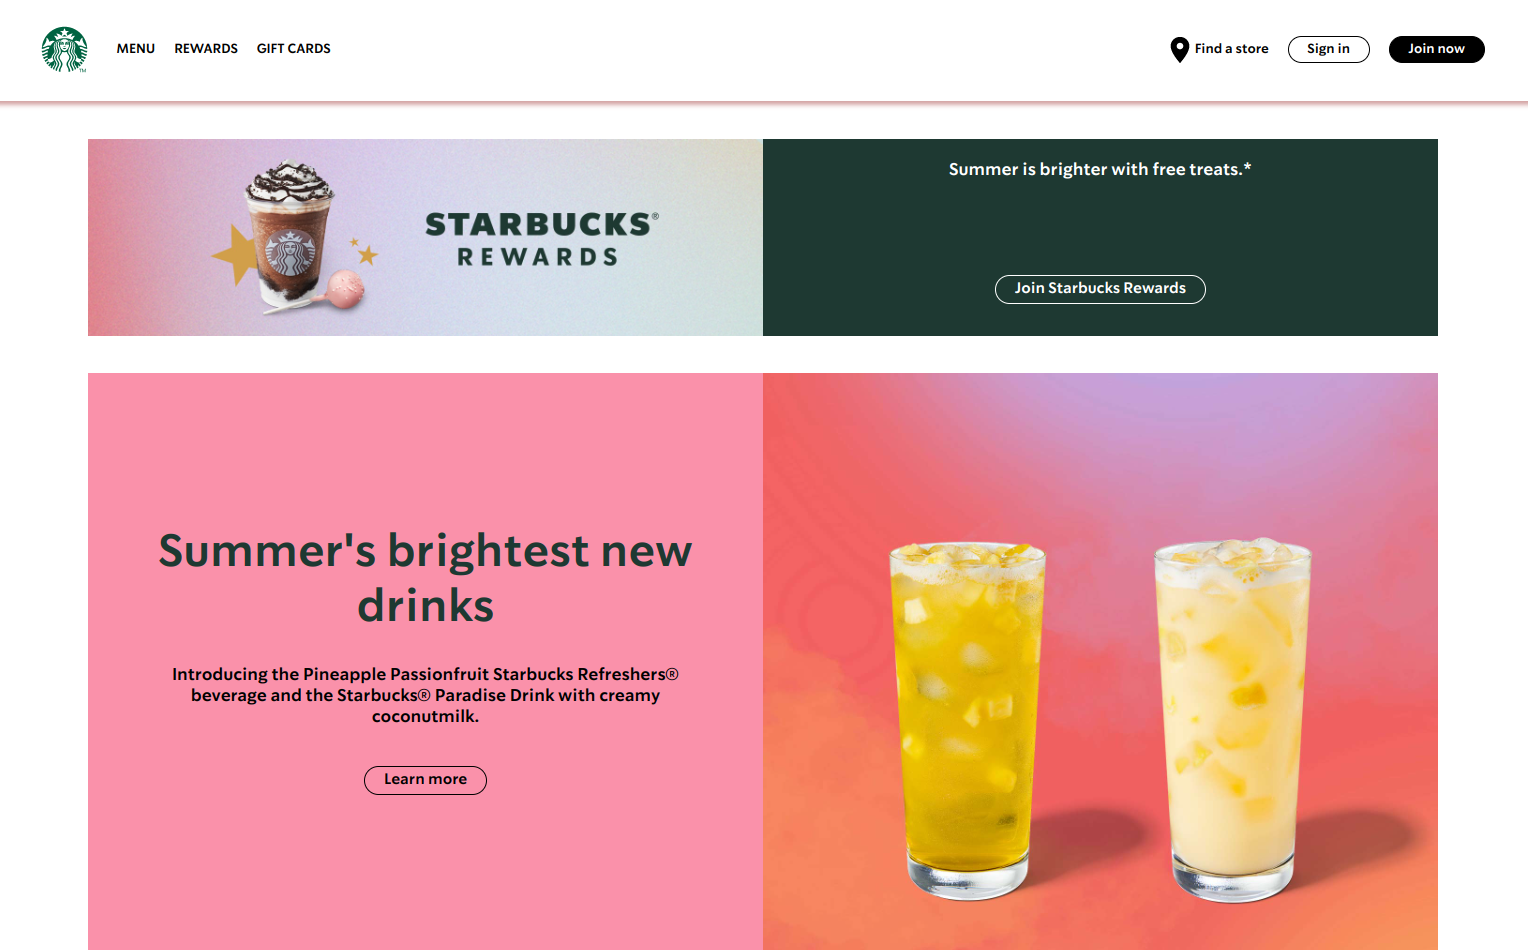 MENU
REWARDS
GIFT CARDS
Find a store
Sign in
Join now
STARBUCKS®
REWARDS
Summer is brighter with free treats.*
Join Starbucks Rewards
Summer's brightest new
drinks
Introducing the Pineapple Passionfruit Starbucks Refreshers®
beverage and the Starbucks® Paradise Drink with creamy
coconutmilk.
Learn more